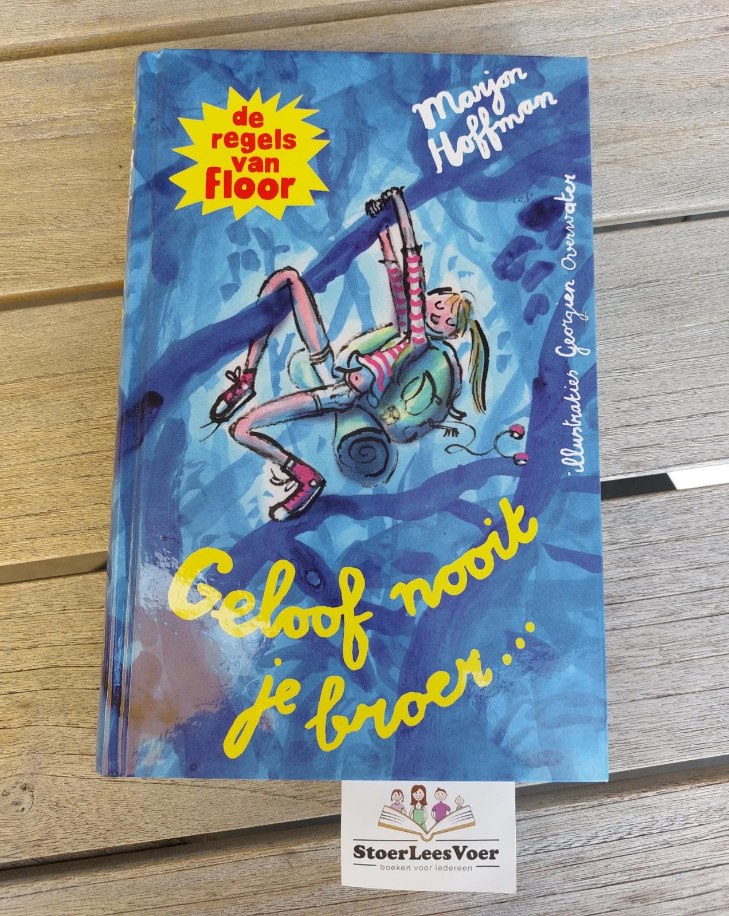 de
regels
van
Floor
Marjon
Hoffman
illustraties Georgien Overwater
Geloof nooit
je broer...
StoerLeesVoer
boeken voor iedereen